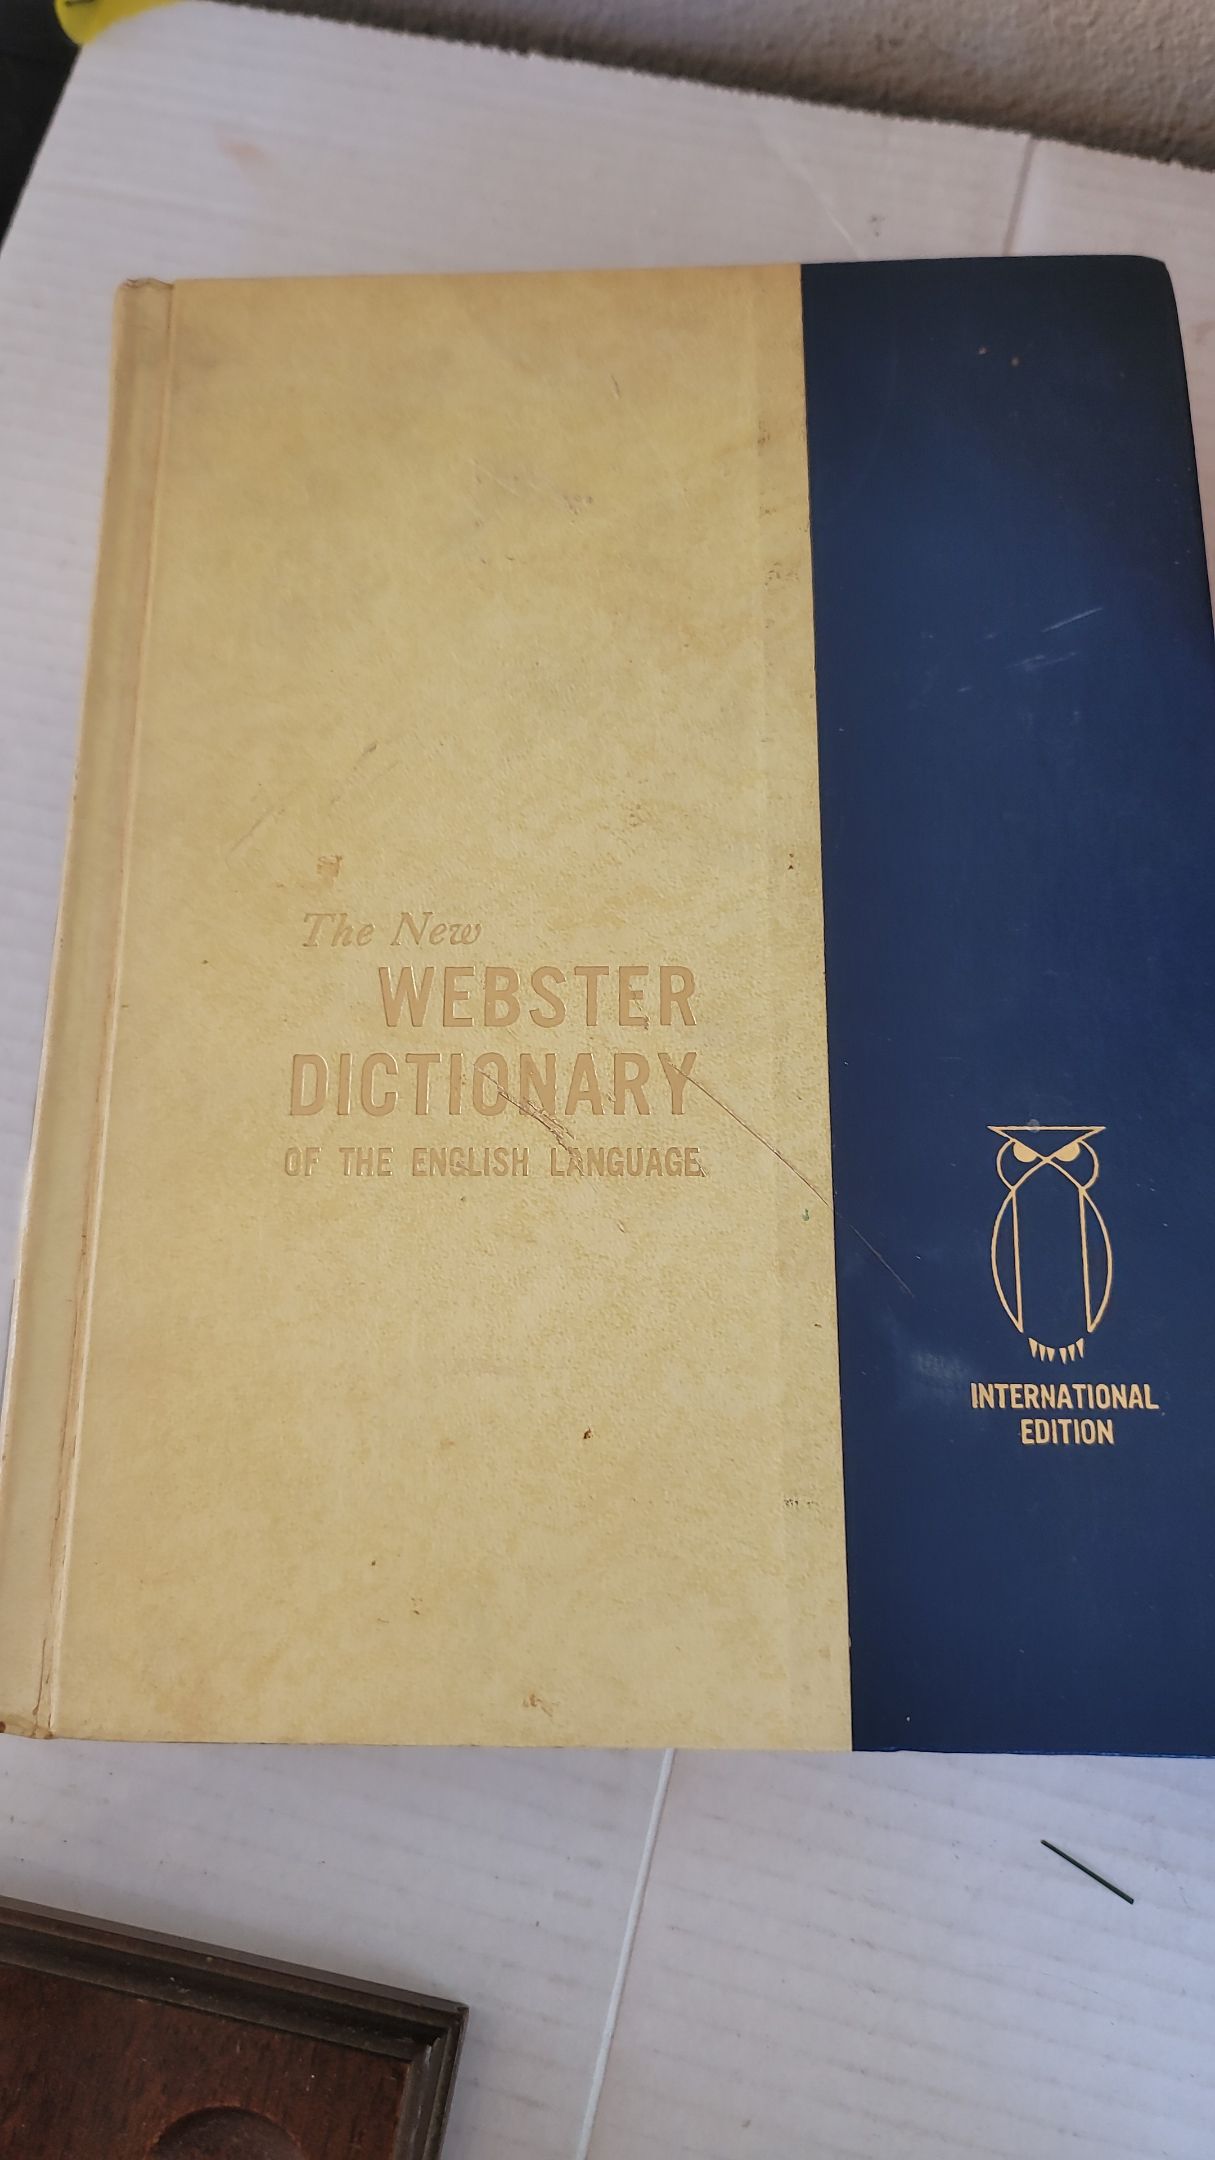 The New
WEBSTER
DICTIONARY
OF THE ENGLISH LANGUAGE
INTERNATIONAL
EDITION